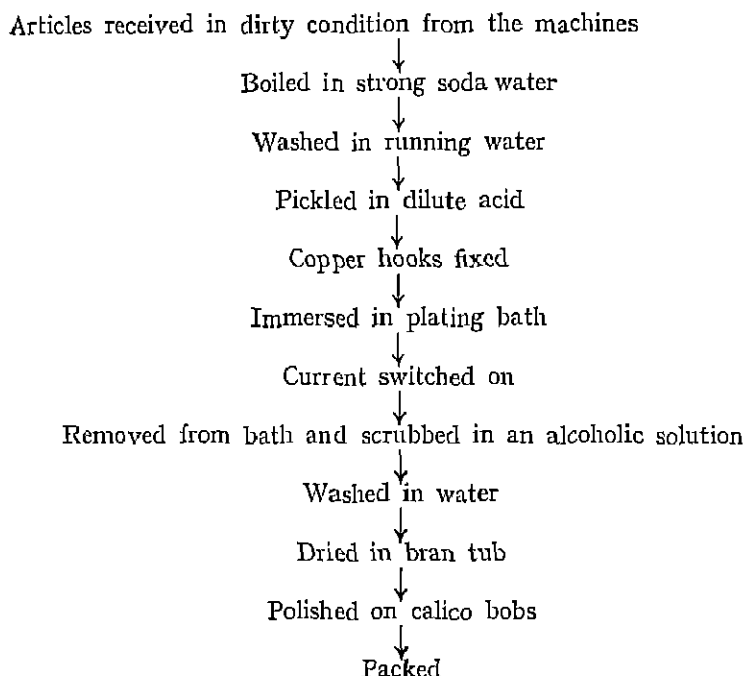 Articles received in dirty condition from the machines
Boiled in strong soda water
Washed in running water
Pickled in dilute acid
Copper hooks fixed
Immersed in plating bath
Current switched on
Removed from bath and scrubbed in an alcoholic solution
Washed in water
Dried in bran tub
Polished on calico bobs
Packed